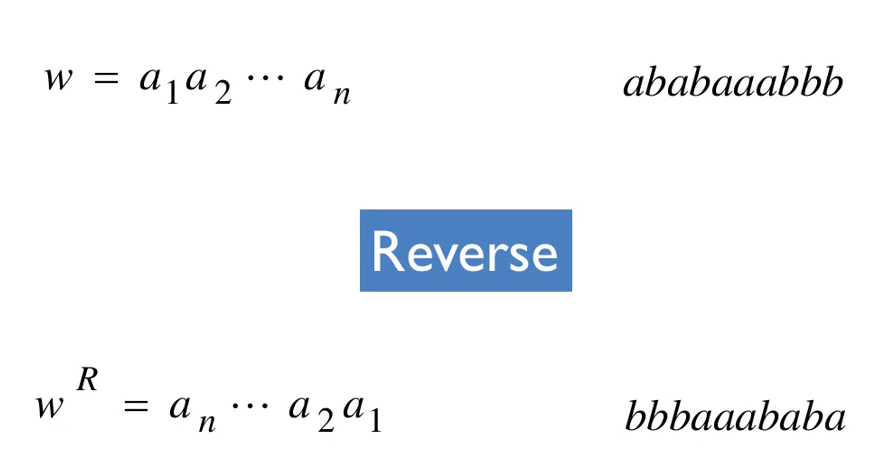 w = a₁a₂ ⋯ aₙ ababaaabbb
Reverse
wᴿ = aₙ ⋯ a₂a₁ bbbaaababa